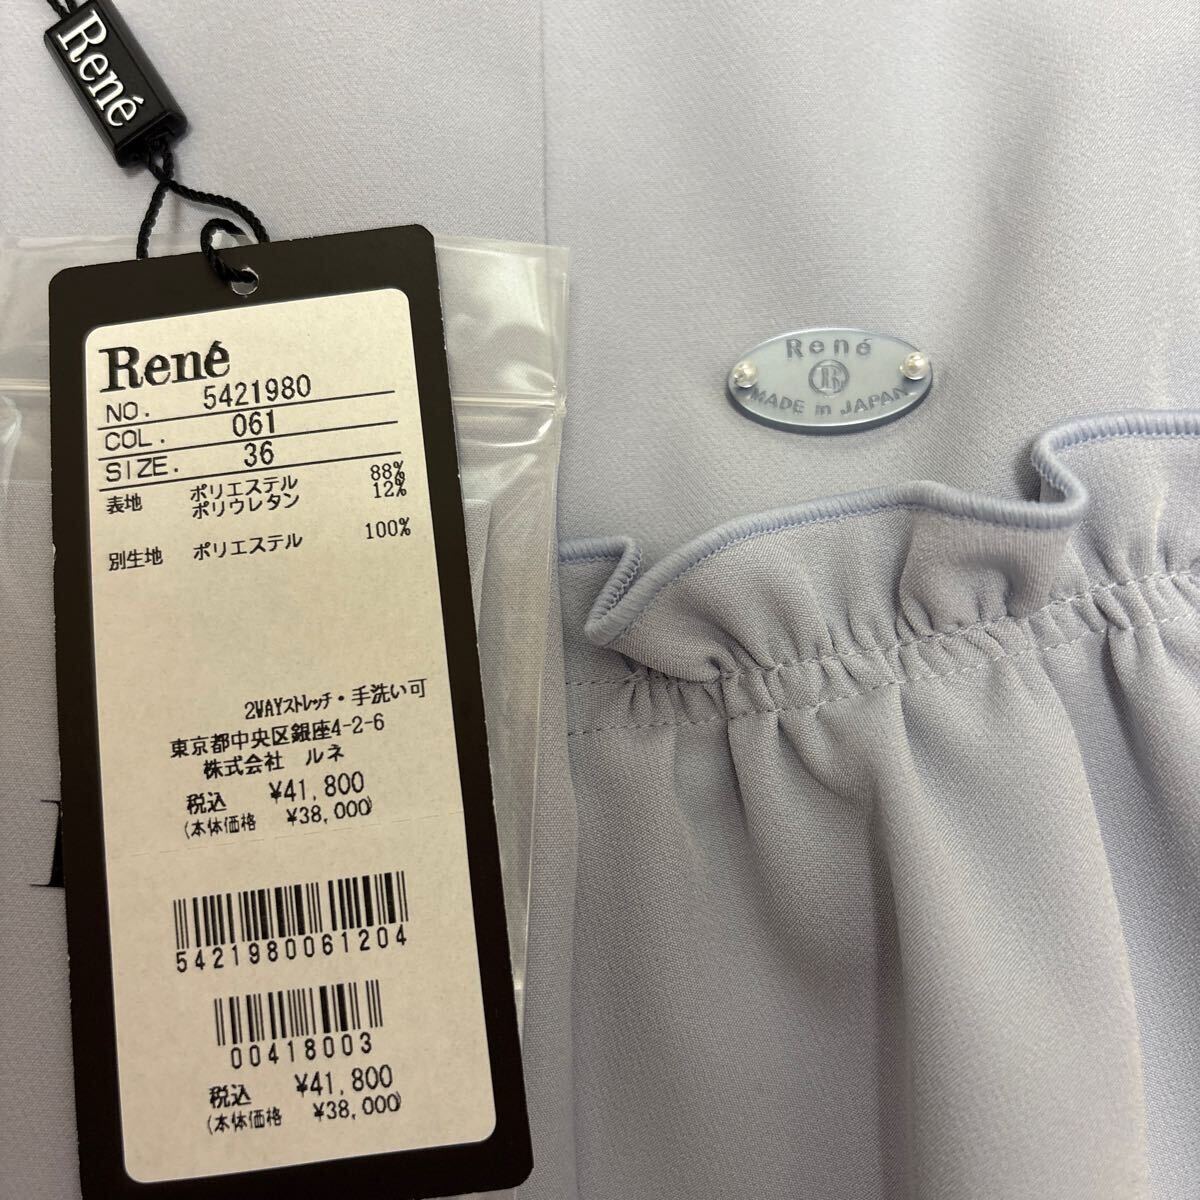 René
René
NO. 5421980
COL. 061
SIZE. 36
表地 ポリエステル 88%
ポリウレタン 12%
別生地 ポリエステル 100%
2WAYストレッチ・手洗い可
東京都中央区銀座4-2-6
株式会社 ルネ
税込 ¥41,800
(本体価格 ¥38,000)
5421980061204
00418003
税込 ¥41,800
(本体価格 ¥38,000)
René
R
MADE in JAPAN